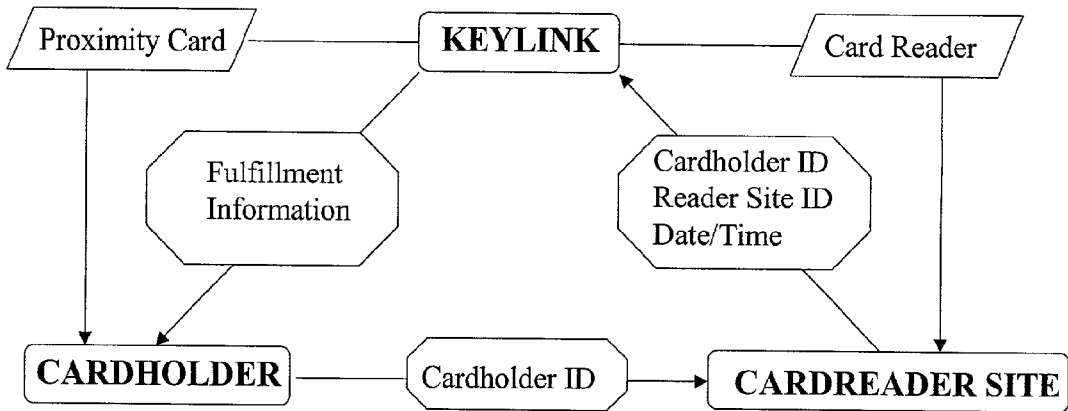 Proximity Card
KEYLINK
Card Reader
Fulfillment
Information
Cardholder ID
Reader Site ID
Date/Time
CARDHOLDER
Cardholder ID
CARDREADER SITE